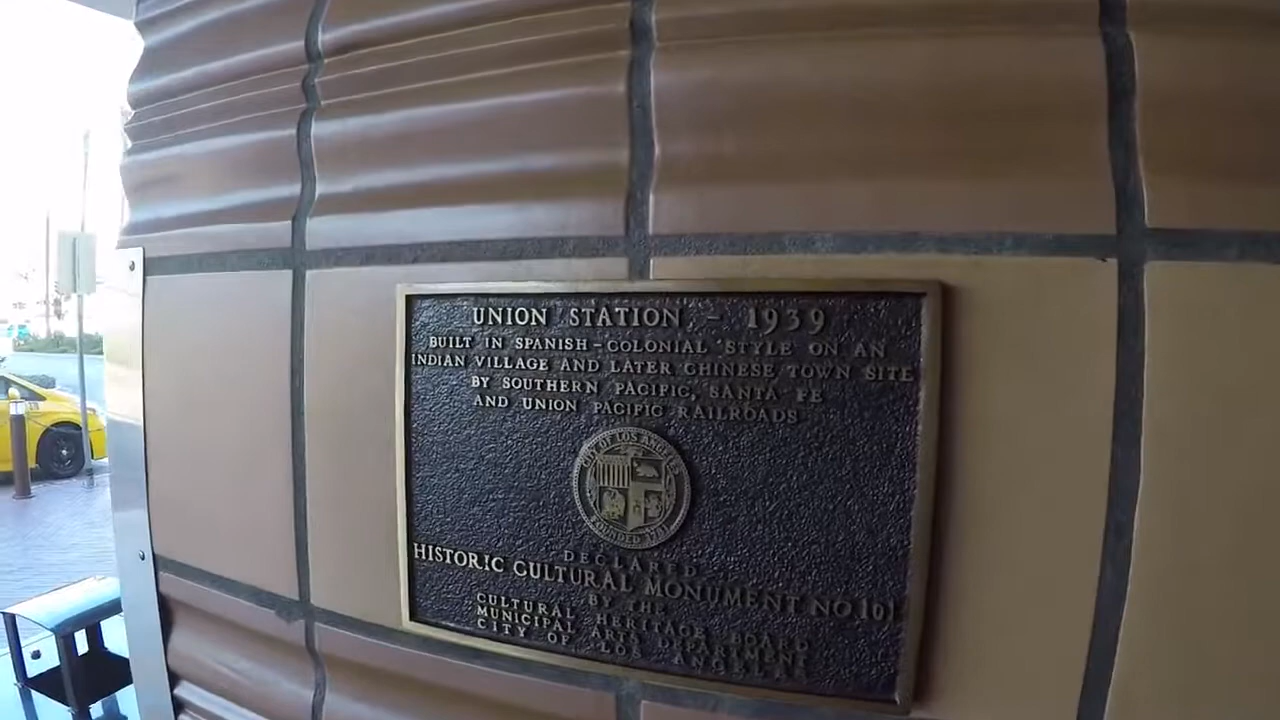 UNION STATION - 1939
BUILT IN SPANISH-COLONIAL STYLE ON AN
INDIAN VILLAGE AND LATER CHINESE TOWN SITE
BY SOUTHERN PACIFIC, SANTA FE
AND UNION PACIFIC RAILROADS
CITY OF LOS ANGELES
FOUNDED 1781
DECLARED
HISTORIC CULTURAL MONUMENT NO. 101
BY THE
CULTURAL HERITAGE BOARD
MUNICIPAL ARTS DEPARTMENT
CITY OF LOS ANGELES